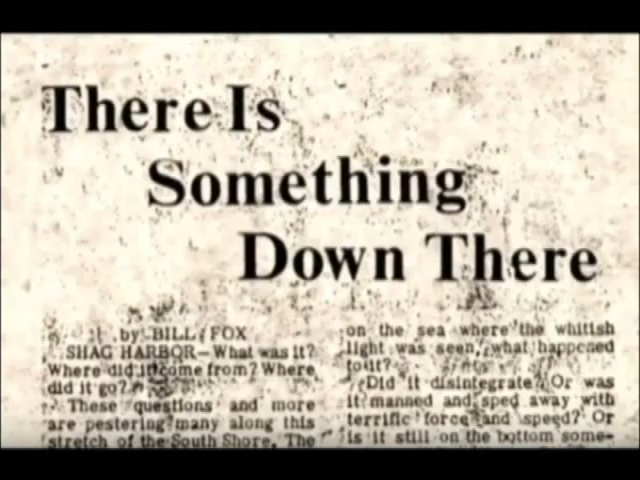 There Is
Something
Down There
by BILL FOX
SHAG HARBOR—What was it?
Where did it come from? Where
did it go?
These questions and more
are pestering many along this
stretch of the South Shore. The
on the sea where the whitish
light was seen, what happened
to it?
Did it disintegrate? Or was
it manned and sped away with
terrific force and speed? Or
is it still on the bottom some-